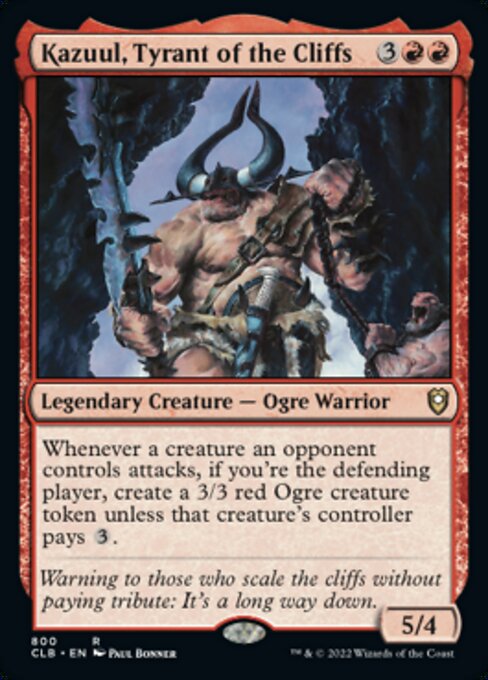 Kazuul, Tyrant of the Cliffs 3
Legendary Creature — Ogre Warrior
Whenever a creature an opponent
controls attacks, if you're the defending
player, create a 3/3 red Ogre creature
token unless that creature's controller
pays 3.
Warning to those who scale the cliffs without
paying tribute: It's a long way down.
5/4
800 R
CLB • EN Paul Bonner
™ & © 2022 Wizards of the Coast